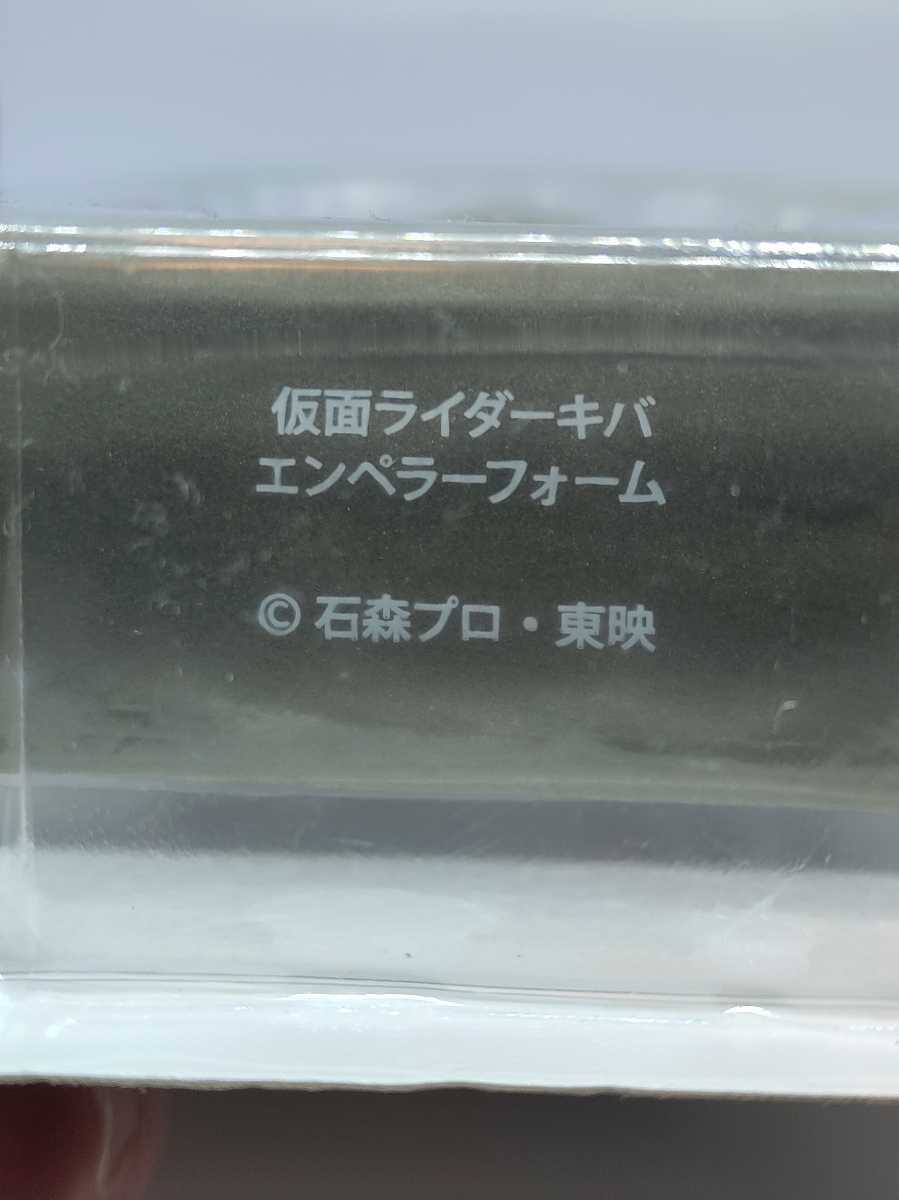 仮面ライダーキバ
エンペラーフォーム
© 石森プロ・東映